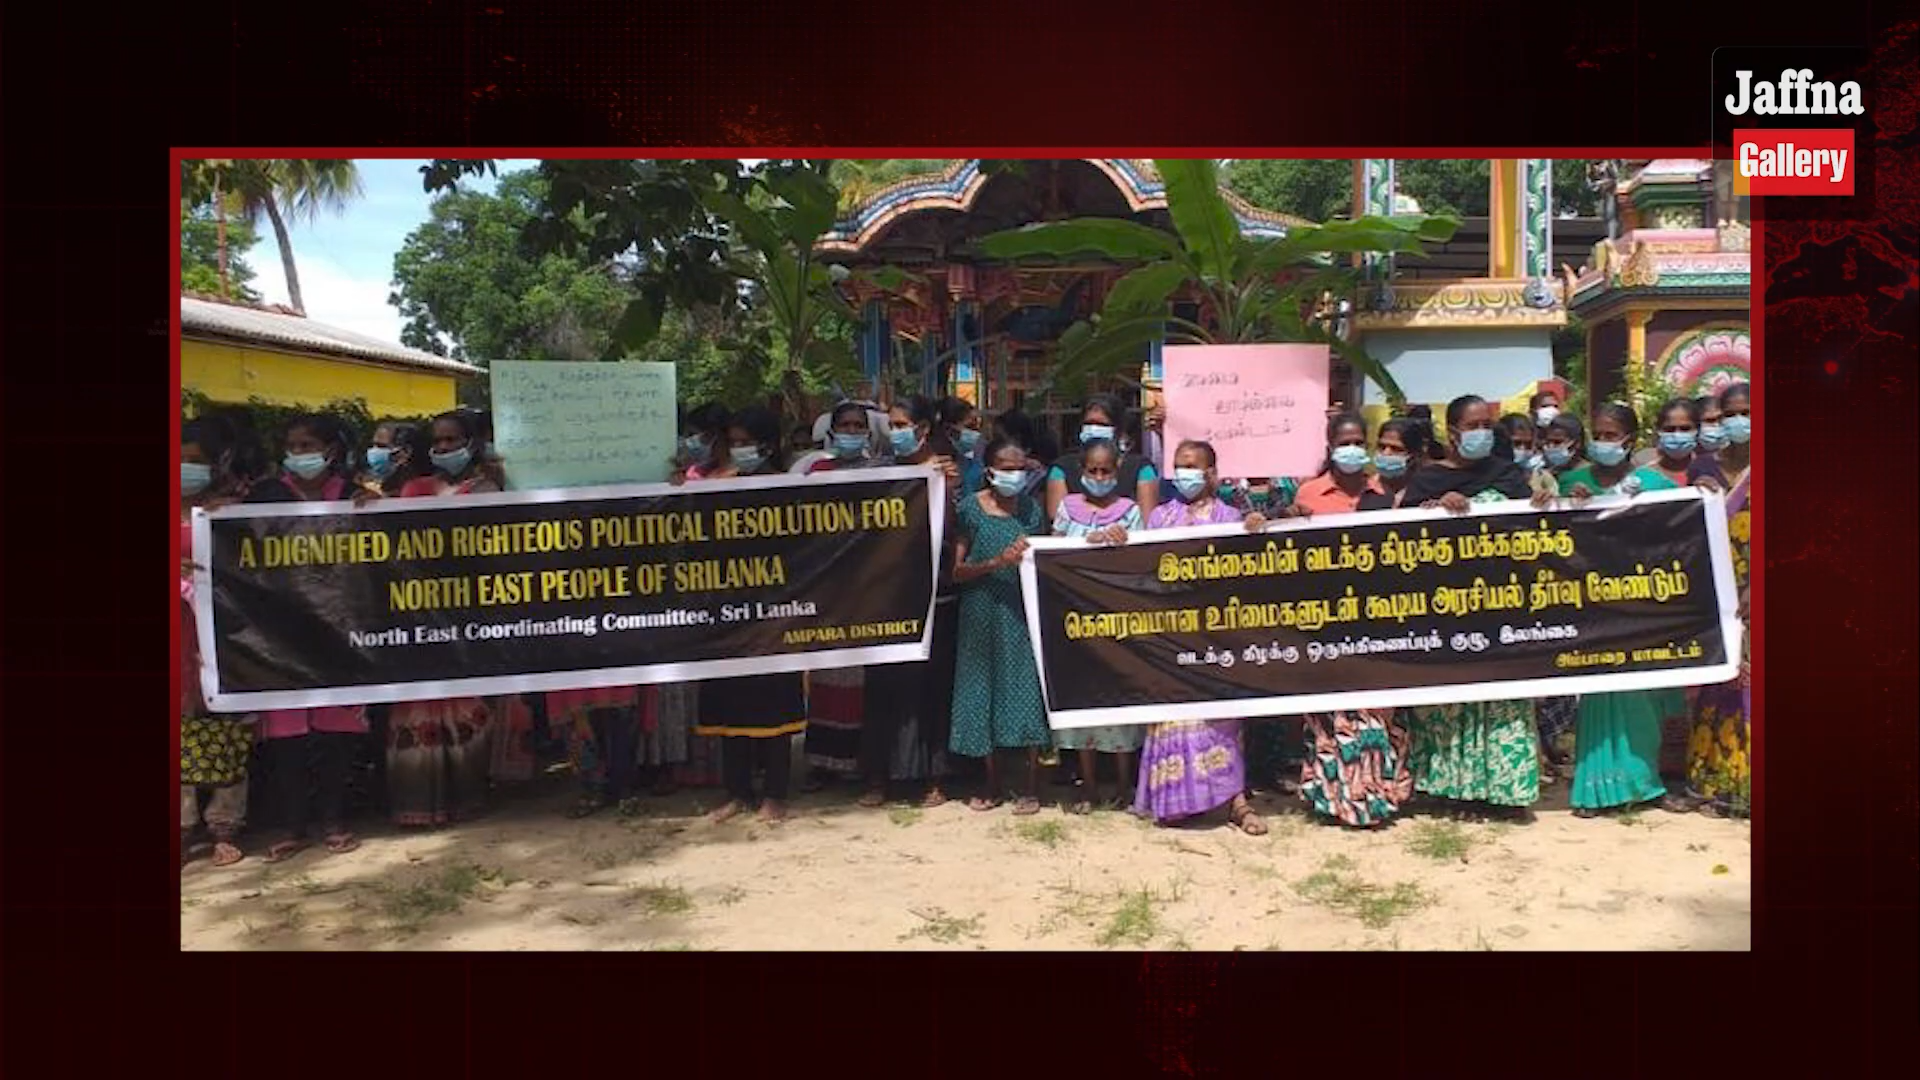 Jaffna
Gallery
A DIGNIFIED AND RIGHTEOUS POLITICAL RESOLUTION FOR
NORTH EAST PEOPLE OF SRILANKA
North East Coordinating Committee, Sri Lanka
AMPARA DISTRICT
இலங்கையின் வடக்கு கிழக்கு மக்களுக்கு
கௌரவமான உரிமைகளுடன் கூடிய அரசியல் தீர்வு வேண்டும்
வடக்கு கிழக்கு ஒருங்கிணைப்புக் குழு, இலங்கை
அம்பாறை மாவட்டம்
வேண்டாம்